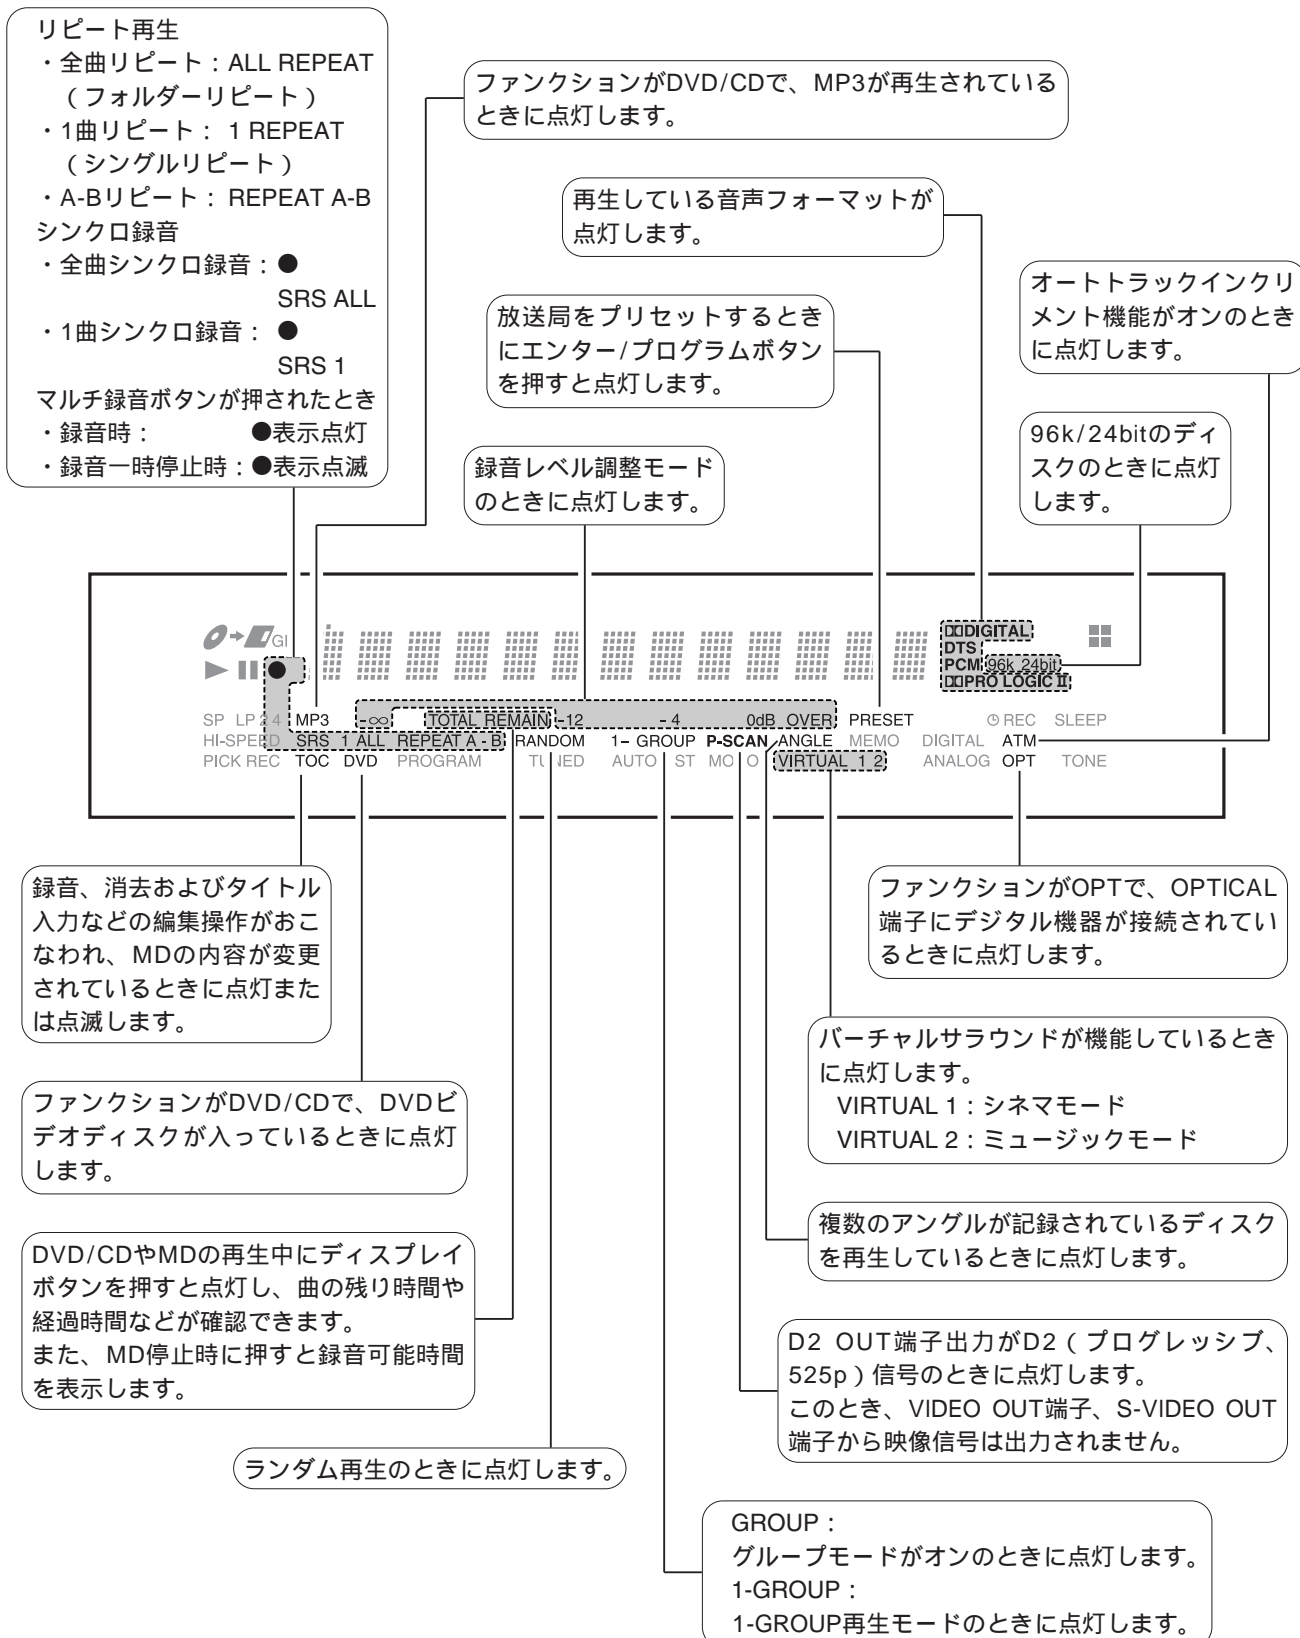 リピート再生
・全曲リピート：ALL REPEAT
（フォルダーリピート）
・1曲リピート： 1 REPEAT
（シングルリピート）
・A-Bリピート：REPEAT A-B
シンクロ録音
・全曲シンクロ録音：●
SRS ALL
・1曲シンクロ録音： ●
SRS 1
マルチ録音ボタンが押されたとき
・録音時： ●表示点灯
・録音一時停止時：●表示点滅
ファンクションがDVD/CDで、MP3が再生されている
ときに点灯します。
再生している音声フォーマットが
点灯します。
オートトラックインクリ
メント機能がオンのとき
に点灯します。
放送局をプリセットするとき
にエンター/プログラムボタン
を押すと点灯します。
96k/24bitのディ
スクのときに点灯
します。
録音レベル調整モード
のときに点灯します。
GI
DIGITAL
DTS
PCM 96k 24bit
PRO LOGIC II
SP LP 2 4 MP3 -∞ TOTAL REMAIN -12 -4 0dB OVER PRESET REC SLEEP
HI-SPEED SRS 1 ALL REPEAT A - B RANDOM 1- GROUP P-SCAN ANGLE MEMO DIGITAL ATM
PICK REC TOC DVD PROGRAM TUNED AUTO ST MONO VIRTUAL 1 2 ANALOG OPT TONE
録音、消去およびタイトル
入力などの編集操作がおこ
なわれ、MDの内容が変更
されているときに点灯また
は点滅します。
ファンクションがOPTで、OPTICAL
端子にデジタル機器が接続されてい
るときに点灯します。
ファンクションがDVD/CDで、DVDビ
デオディスクが入っているときに点灯
します。
バーチャルサラウンドが機能しているとき
に点灯します。
VIRTUAL 1：シネマモード
VIRTUAL 2：ミュージックモード
複数のアングルが記録されているディスク
を再生しているときに点灯します。
DVD/CDやMDの再生中にディスプレイ
ボタンを押すと点灯し、曲の残り時間や
経過時間などが確認できます。
また、MD停止時に押すと録音可能時間
を表示します。
D2 OUT端子出力がD2（プログレッシブ、
525p）信号のときに点灯します。
このとき、VIDEO OUT端子、S-VIDEO OUT
端子から映像信号は出力されません。
ランダム再生のときに点灯します。
GROUP：
グループモードがオンのときに点灯します。
1-GROUP：
1-GROUP再生モードのときに点灯します。